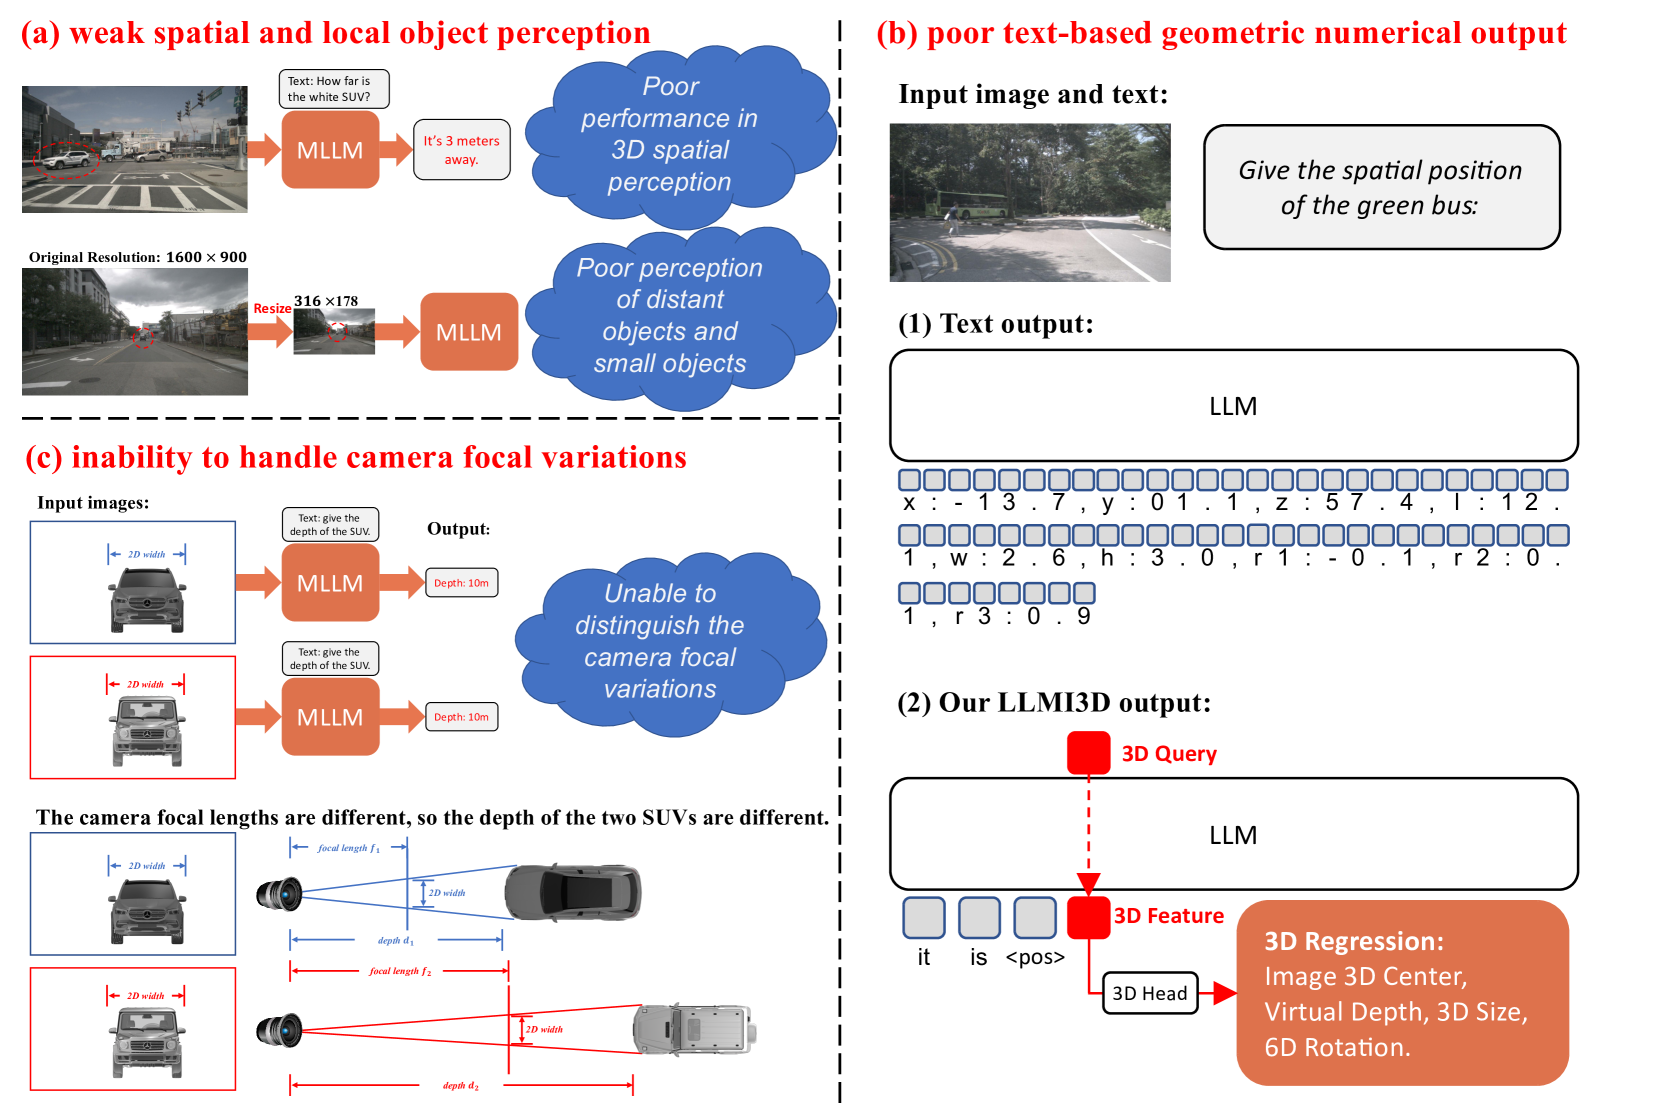 (a) weak spatial and local object perception
Text: How far is
the white SUV?
MLLM
It's 3 meters
away.
Poor
performance in
3D spatial
perception
Original Resolution: 1600 × 900
Resize
316 ×178
MLLM
Poor perception
of distant
objects and
small objects
(c) inability to handle camera focal variations
Input images:
Output:
2D width
Text: give the
depth of the SUV.
MLLM
Depth: 10m
2D width
Text: give the
depth of the SUV.
MLLM
Depth: 10m
Unable to
distinguish the
camera focal
variations
The camera focal lengths are different, so the depth of the two SUVs are different.
2D width
focal length f₁
2D width
depth d₁
2D width
focal length f₂
2D width
depth d₂
(b) poor text-based geometric numerical output
Input image and text:
Give the spatial position
of the green bus:
(1) Text output:
LLM
x : - 1 3 . 7 , y : 0 1 . 1 , z : 5 7 . 4 , l : 1 2 .
1 , w : 2 . 6 , h : 3 . 0 , r 1 : - 0 . 1 , r 2 : 0 .
1 , r 3 : 0 . 9
(2) Our LLMI3D output:
3D Query
LLM
3D Feature
it is <pos>
3D Head
3D Regression:
Image 3D Center,
Virtual Depth, 3D Size,
6D Rotation.